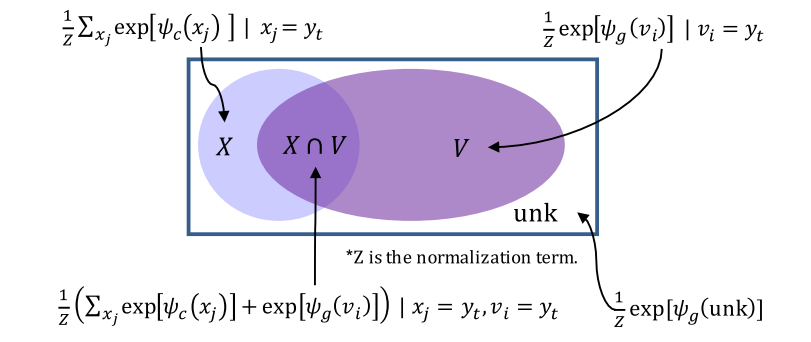 1/Z ∑_{x_j} exp[ψ_c(x_j) ] | x_j = y_t
1/Z exp[ψ_g(v_i)] | v_i = y_t
X
X ∩ V
V
unk
*Z is the normalization term.
1/Z (∑_{x_j} exp[ψ_c(x_j)] + exp[ψ_g(v_i)]) | x_j = y_t, v_i = y_t
1/Z exp[ψ_g(unk)]